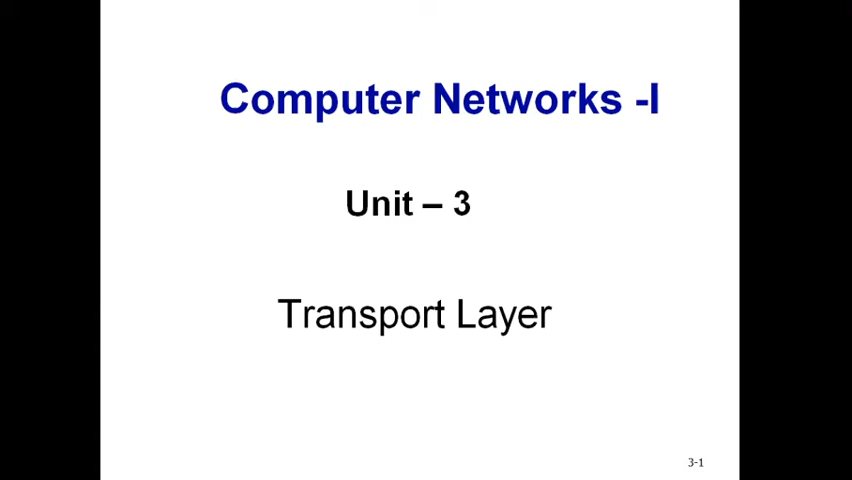 Computer Networks -I
Unit – 3
Transport Layer
3-1